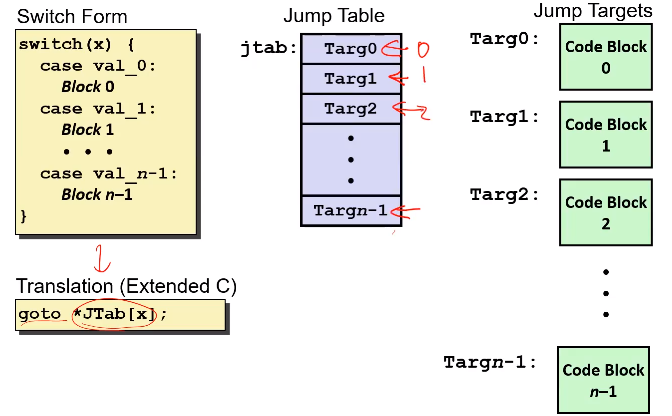 Switch Form
switch(x) {
case val_0:
Block 0
case val_1:
Block 1
• • •
case val_n-1:
Block n–1
}
Translation (Extended C)
goto *JTab[x];
Jump Table
jtab:
Targ0
0
Targ1
1
Targ2
2
•
•
•
Targn-1
Jump Targets
Targ0:
Code Block
0
Targ1:
Code Block
1
Targ2:
Code Block
2
•
•
•
Targn-1:
Code Block
n–1